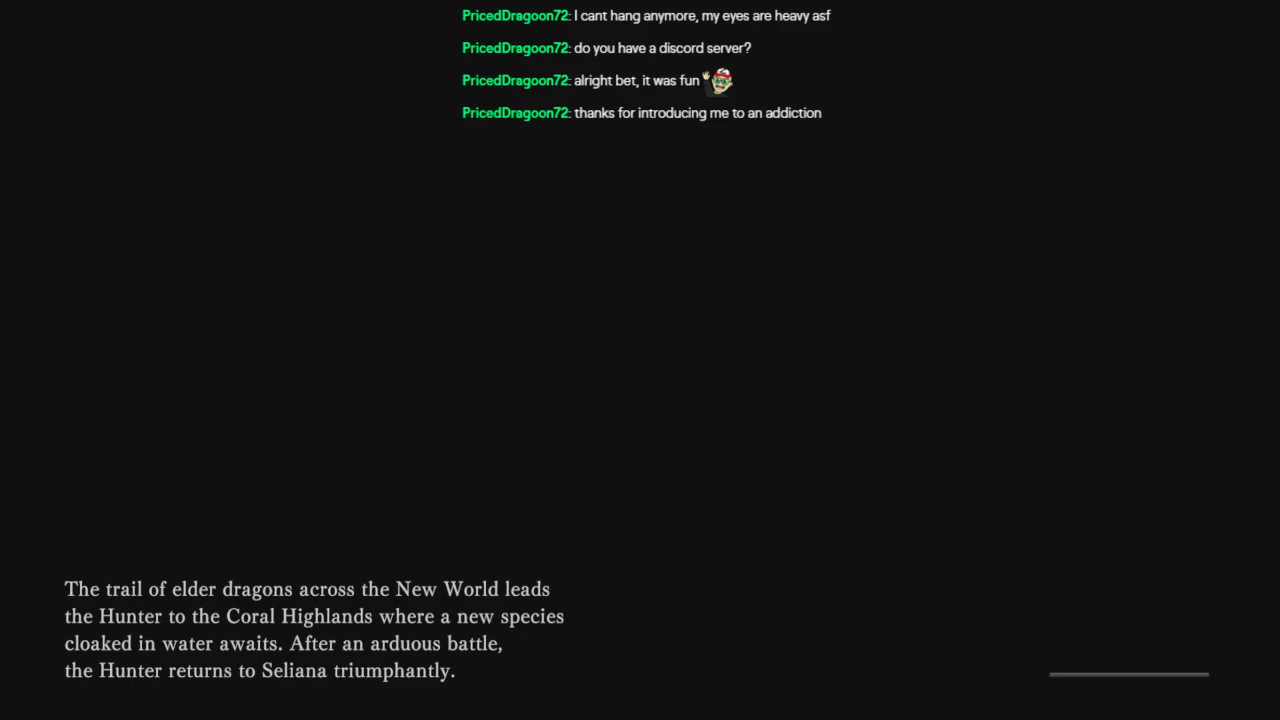 PricedDragoon72: I cant hang anymore, my eyes are heavy asf
PricedDragoon72: do you have a discord server?
PricedDragoon72: alright bet, it was fun
PricedDragoon72: thanks for introducing me to an addiction
The trail of elder dragons across the New World leads
the Hunter to the Coral Highlands where a new species
cloaked in water awaits. After an arduous battle,
the Hunter returns to Seliana triumphantly.